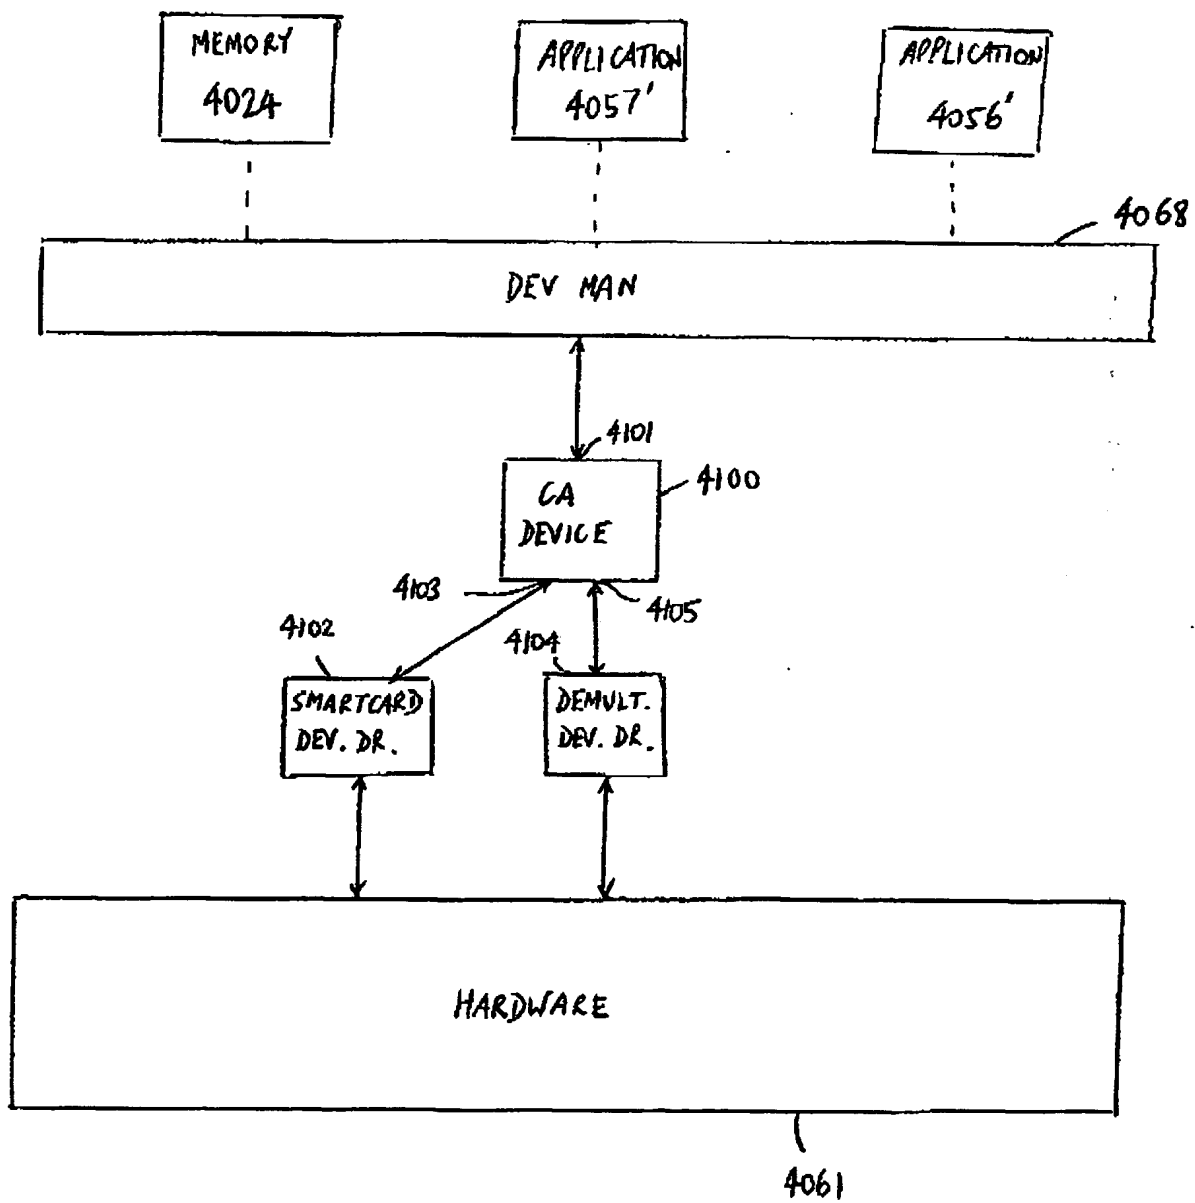 MEMORY
4024
APPLICATION
4057'
APPLICATION
4056'
4068
DEV MAN
4101
4100
CA
DEVICE
4103
4105
4102
4104
SMARTCARD
DEV. DR.
DEMULT.
DEV. DR.
HARDWARE
4061